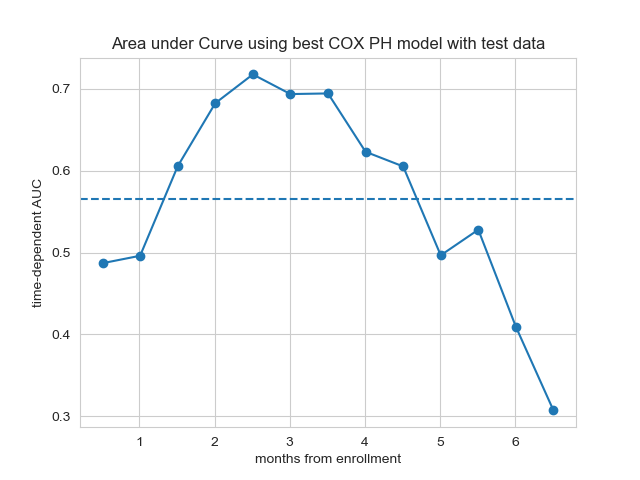 Area under Curve using best COX PH model with test data
time-dependent AUC
0.7
0.6
0.5
0.4
0.3
1 2 3 4 5 6
months from enrollment